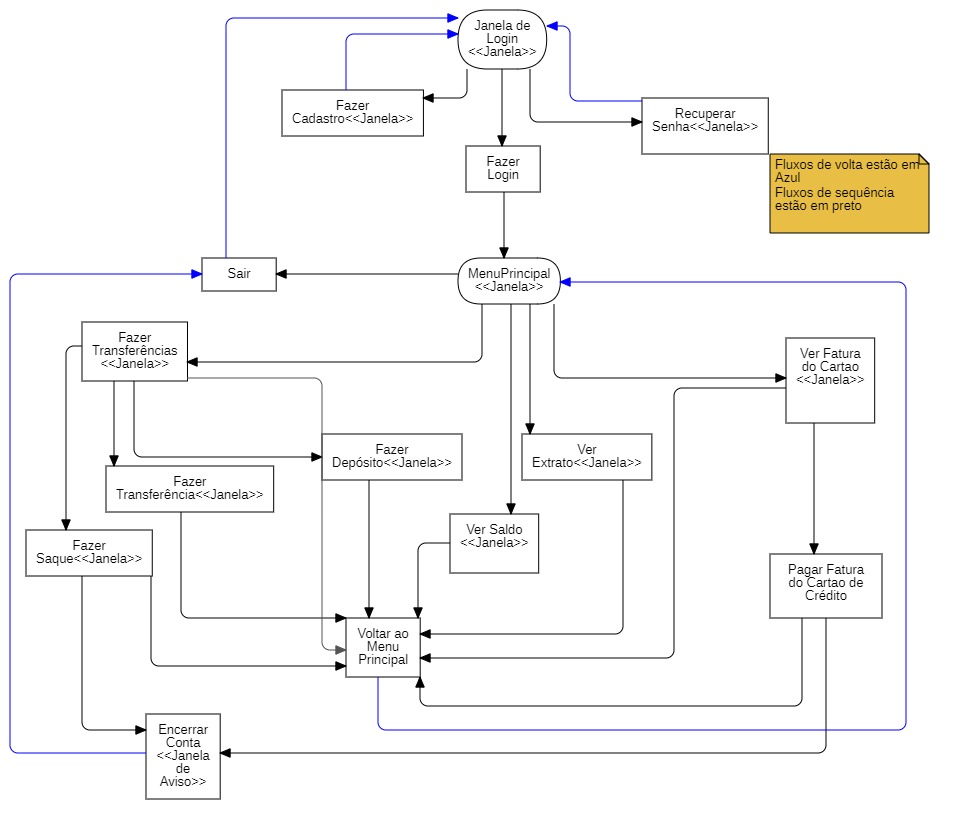 Janela de
Login
<<Janela>>
Fazer
Cadastro<<Janela>>
Recuperar
Senha<<Janela>>
Fazer
Login
Fluxos de volta estão em
Azul
Fluxos de sequência
estão em preto
Sair
MenuPrincipal
<<Janela>>
Fazer
Transferências
<<Janela>>
Ver Fatura
do Cartao
<<Janela>>
Fazer
Depósito<<Janela>>
Ver
Extrato<<Janela>>
Fazer
Transferência<<Janela>>
Ver Saldo
<<Janela>>
Fazer
Saque<<Janela>>
Pagar Fatura
do Cartao de
Crédito
Voltar ao
Menu
Principal
Encerrar
Conta
<<Janela
de
Aviso>>